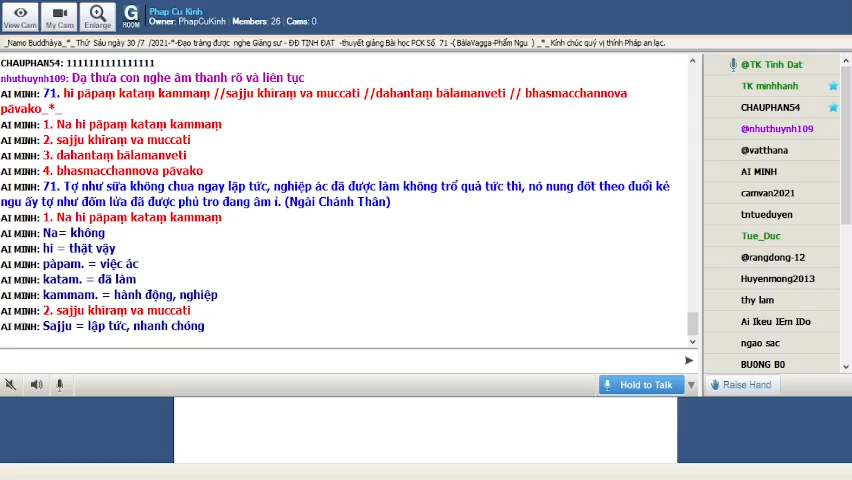 View Cam
My Cam
Enlarge
G
ROOM
Phap Cu Kinh
Owner: PhapCuKinh | Members: 26 | Cams: 0
_Namo Buddhàya_*_ Thứ Sáu ngày 30/7 /2021-*-Đạo tràng được nghe Giảng sư - ĐĐ TỊNH ĐẠT -thuyết giảng Bài học PCK Số 71 -( BàlaVagga-Phẩm Ngu ) _*_ Kính chúc quý vị thính Pháp an lạc.
CHAUPHAN54: 1111111111111111
nhuthuynh109: Dạ thưa con nghe âm thanh rõ và liên tục
AI MINH: 71. hi pāpaṃ kataṃ kammaṃ //sajju khīraṃ va muccati //dahantaṃ bālamanveti // bhasmacchannova
pāvako_*_
AI MINH: 1. Na hi pāpaṃ kataṃ kammaṃ
AI MINH: 2. sajju khīraṃ va muccati
AI MINH: 3. dahantaṃ bālamanveti
AI MINH: 4. bhasmacchannova pāvako
AI MINH: 71. Tợ như sữa không chua ngay lập tức, nghiệp ác đã được làm không trổ quả tức thì, nó nung đốt theo đuổi kẻ
ngu ấy tợ như đốm lửa đã được phủ tro đang âm ỉ. (Ngài Chánh Thân)
AI MINH: 1. Na hi pāpaṃ kataṃ kammaṃ
AI MINH: Na= không
AI MINH: hi = thật vậy
AI MINH: pàpam. = việc ác
AI MINH: katam. = đã làm
AI MINH: kammam. = hành động, nghiệp
AI MINH: 2. sajju khīraṃ va muccati
AI MINH: Sajju = lập tức, nhanh chóng
@TK Tinh Dat
TK minhhanh
CHAUPHAN54
@nhuthuynh109
@vatthana
AI MINH
camvan2021
tntueduyen
Tue_Duc
@rangdong-12
Huyenmong2013
thy lam
Ai Ikeu IEm IDo
ngao sac
BUONG B0
Hold to Talk
Raise Hand